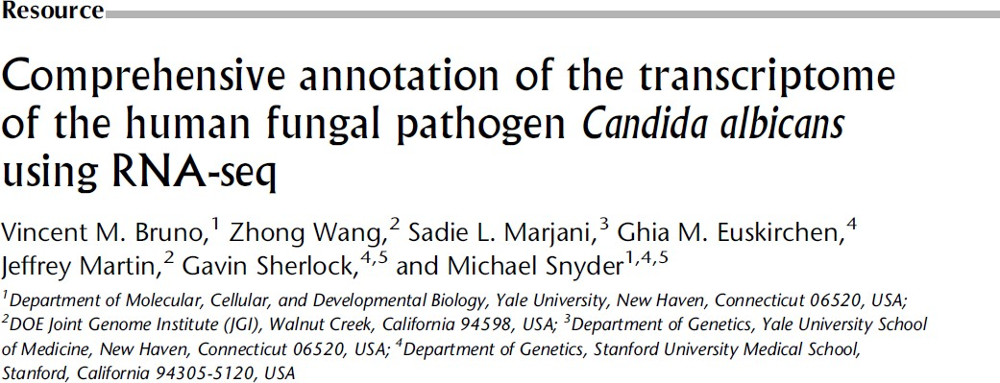 Resource
Comprehensive annotation of the transcriptome
of the human fungal pathogen Candida albicans
using RNA-seq
Vincent M. Bruno,1 Zhong Wang,2 Sadie L. Marjani,3 Ghia M. Euskirchen,4
Jeffrey Martin,2 Gavin Sherlock,4,5 and Michael Snyder1,4,5
1Department of Molecular, Cellular, and Developmental Biology, Yale University, New Haven, Connecticut 06520, USA;
2DOE Joint Genome Institute (JGI), Walnut Creek, California 94598, USA; 3Department of Genetics, Yale University School
of Medicine, New Haven, Connecticut 06520, USA; 4Department of Genetics, Stanford University Medical School,
Stanford, California 94305-5120, USA